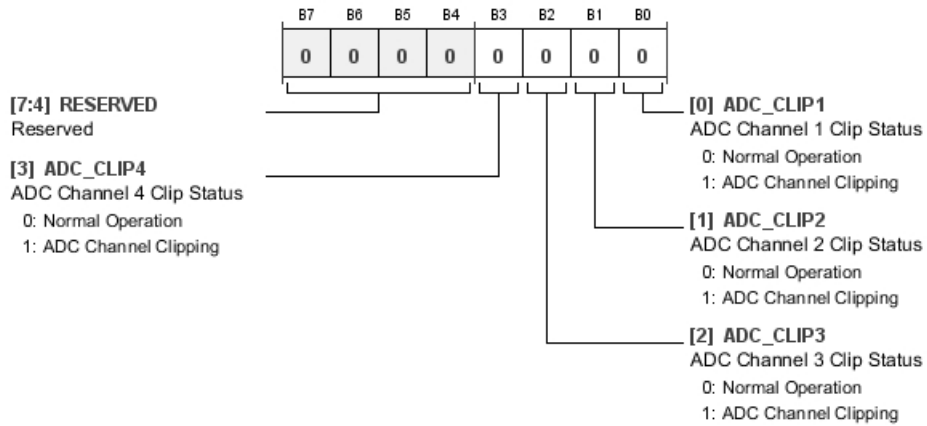 B7 B6 B5 B4 B3 B2 B1 B0
0 0 0 0 0 0 0 0
[7:4] RESERVED
Reserved
[3] ADC_CLIP4
ADC Channel 4 Clip Status
0: Normal Operation
1: ADC Channel Clipping
[0] ADC_CLIP1
ADC Channel 1 Clip Status
0: Normal Operation
1: ADC Channel Clipping
[1] ADC_CLIP2
ADC Channel 2 Clip Status
0: Normal Operation
1: ADC Channel Clipping
[2] ADC_CLIP3
ADC Channel 3 Clip Status
0: Normal Operation
1: ADC Channel Clipping